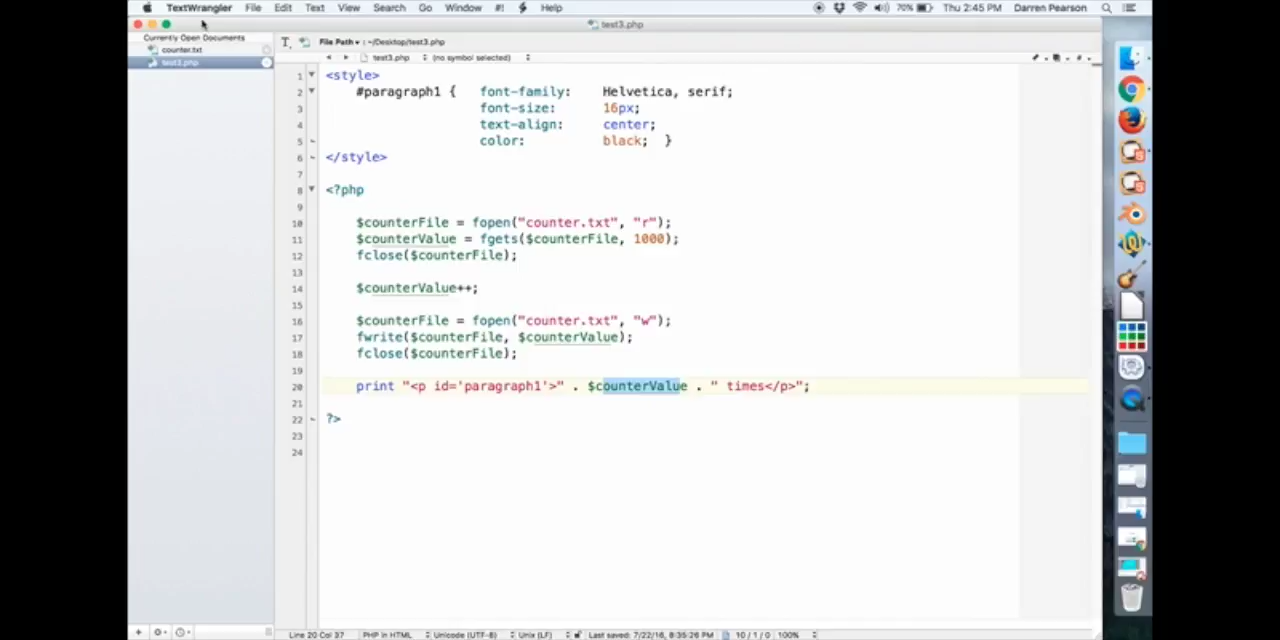 TextWrangler File Edit Text View Search Go Window #! Help 70% Thu 2:45 PM Darren Pearson
test3.php
Currently Open Documents
counter.txt
test3.php
File Path ~/Desktop/test3.php
test3.php (no symbol selected)
1 <style>
2 #paragraph1 { font-family: Helvetica, serif;
3 font-size: 16px;
4 text-align: center;
5 color: black; }
6 </style>
7
8 <?php
9
10 $counterFile = fopen("counter.txt", "r");
11 $counterValue = fgets($counterFile, 1000);
12 fclose($counterFile);
13
14 $counterValue++;
15
16 $counterFile = fopen("counter.txt", "w");
17 fwrite($counterFile, $counterValue);
18 fclose($counterFile);
19
20 print "<p id='paragraph1'>" . $counterValue . " times</p>";
21
22 ?>
23
24
Line 20 Col 37 PHP in HTML Unicode (UTF-8) Unix (LF) Last saved: 7/22/16, 8:35:26 PM 10 / 1 / 0 100%